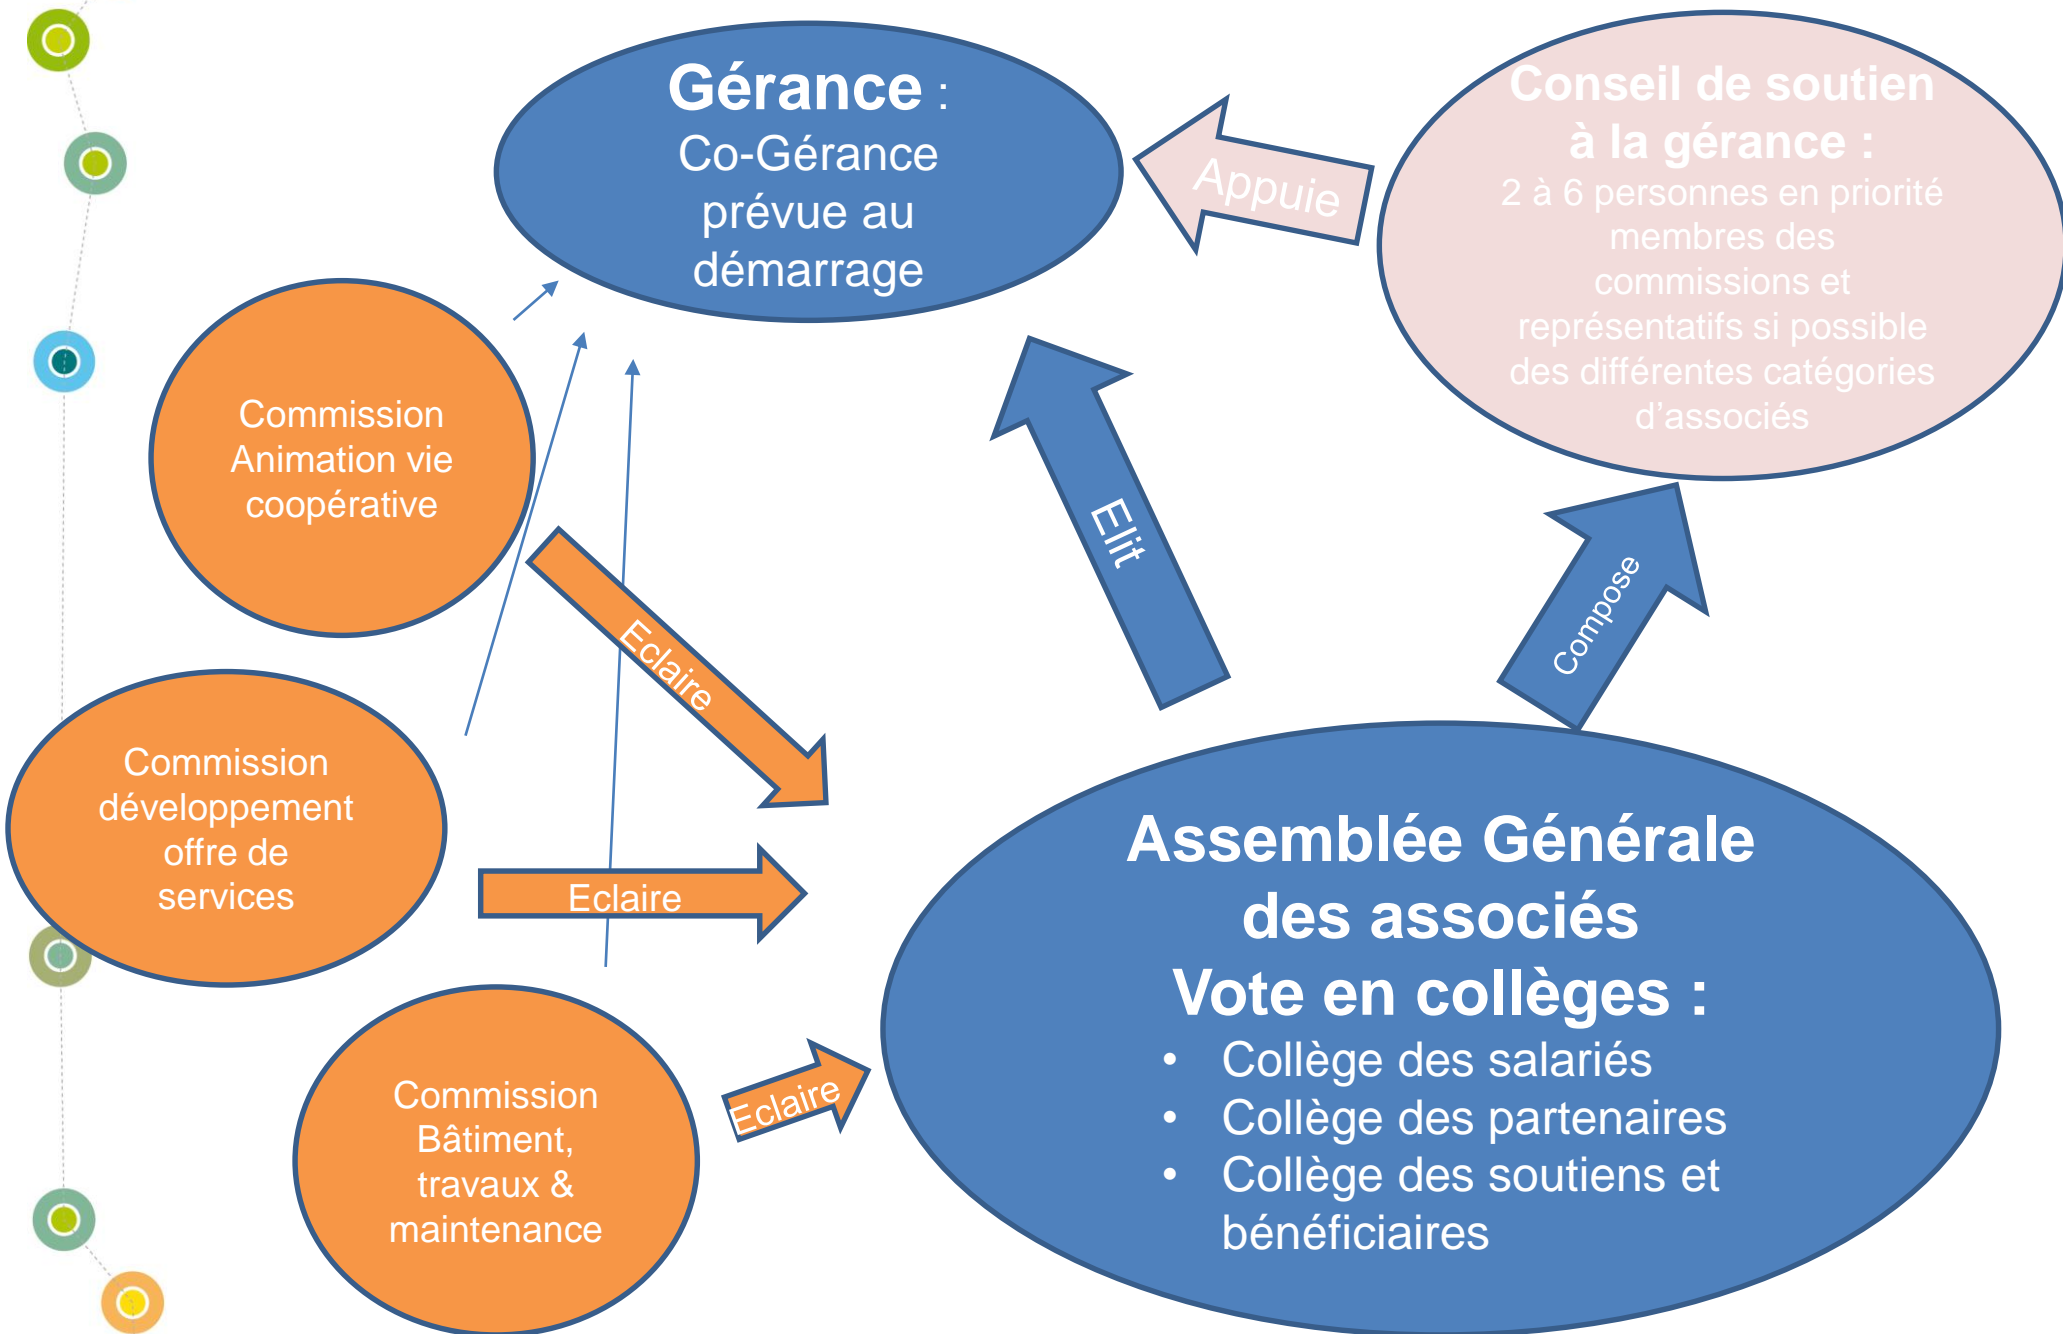 Gérance :
Co-Gérance
prévue au
démarrage
Appuie
Conseil de soutien
à la gérance :
2 à 6 personnes en priorité
membres des
commissions et
représentatifs si possible
des différentes catégories
d’associés
Commission
Animation vie
coopérative
Elit
Compose
Eclaire
Commission
développement
offre de
services
Eclaire
Commission
Bâtiment,
travaux &
maintenance
Eclaire
Assemblée Générale
des associés
Vote en collèges :
• Collège des salariés
• Collège des partenaires
• Collège des soutiens et
bénéficiaires